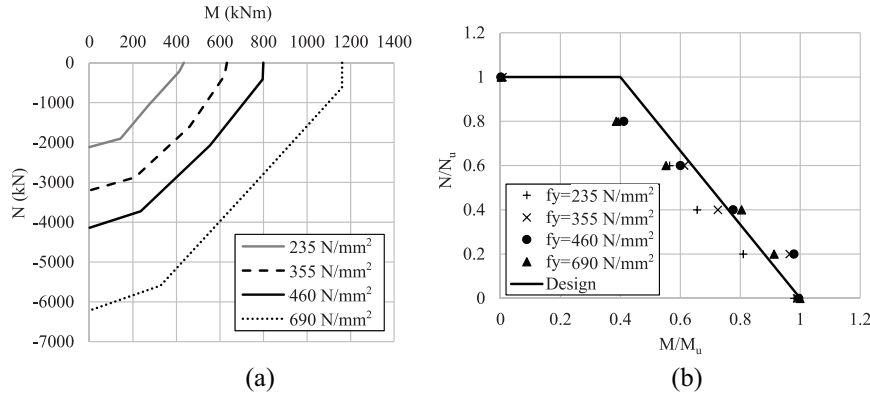 M (kNm)
0 200 400 600 800 1000 1200 1400
0
-1000
-2000
-3000
-4000
-5000
-6000
-7000
N (kN)
235 N/mm²
355 N/mm²
460 N/mm²
690 N/mm²
(a)
1.2
1
0.8
0.6
0.4
0.2
0
N/Nᵤ
fy=235 N/mm²
fy=355 N/mm²
fy=460 N/mm²
fy=690 N/mm²
Design
0 0.2 0.4 0.6 0.8 1 1.2
M/Mᵤ
(b)